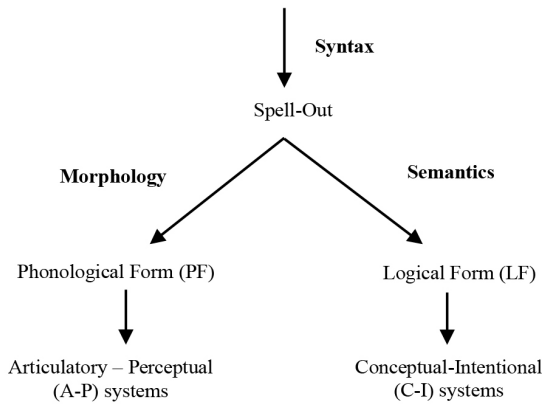 Syntax
Spell-Out
Morphology
Semantics
Phonological Form (PF)
Logical Form (LF)
Articulatory – Perceptual
(A-P) systems
Conceptual-Intentional
(C-I) systems